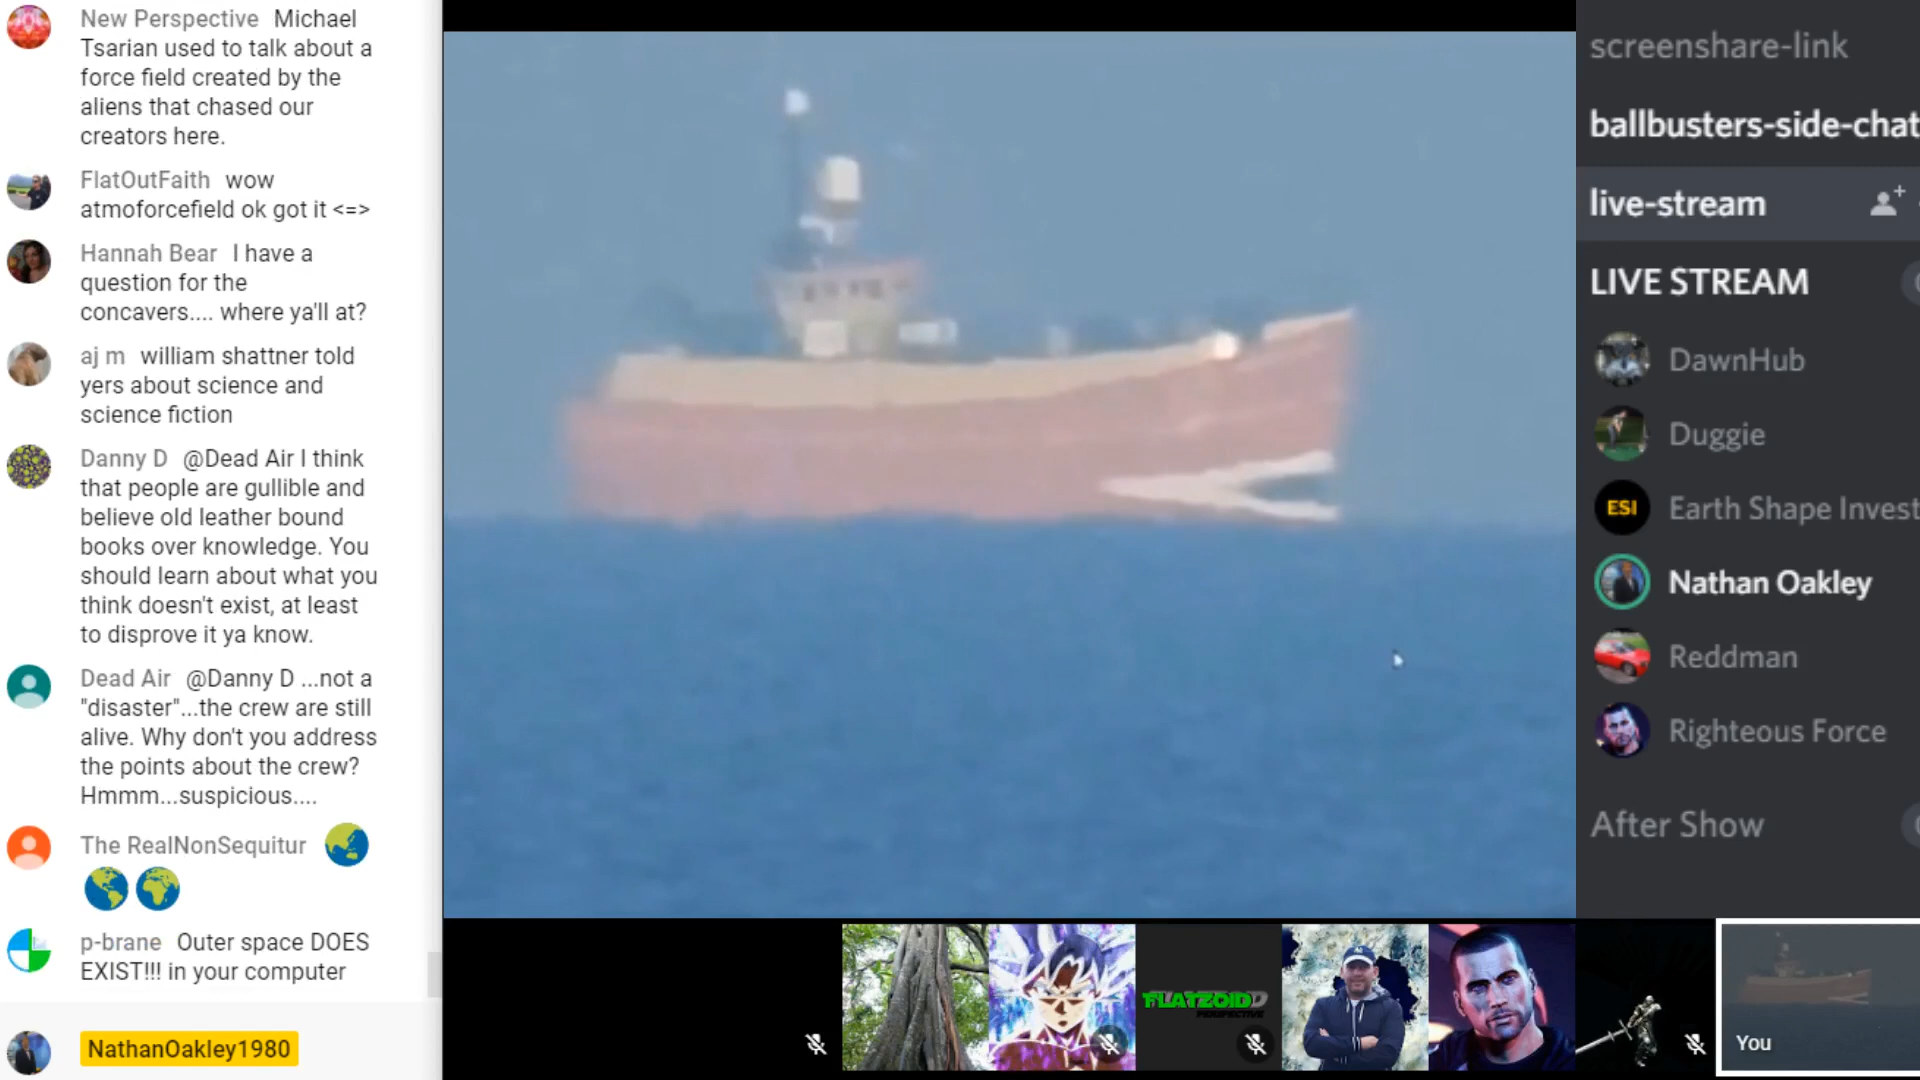 New Perspective Michael
Tsarian used to talk about a
force field created by the
aliens that chased our
creators here.
FlatOutFaith wow
atmoforcefield ok got it <=>
Hannah Bear I have a
question for the
concavers.... where ya'll at?
aj m william shattner told
yers about science and
science fiction
Danny D @Dead Air I think
that people are gullible and
believe old leather bound
books over knowledge. You
should learn about what you
think doesn't exist, at least
to disprove it ya know.
Dead Air @Danny D ...not a
"disaster"...the crew are still
alive. Why don't you address
the points about the crew?
Hmmm...suspicious....
The RealNonSequitur
p-brane Outer space DOES
EXIST!!! in your computer
NathanOakley1980
screenshare-link
ballbusters-side-chat
live-stream
LIVE STREAM
DawnHub
Duggie
ESI Earth Shape Invest
Nathan Oakley
Reddman
Righteous Force
After Show
FLATZOID
PERSPECTIVE
You